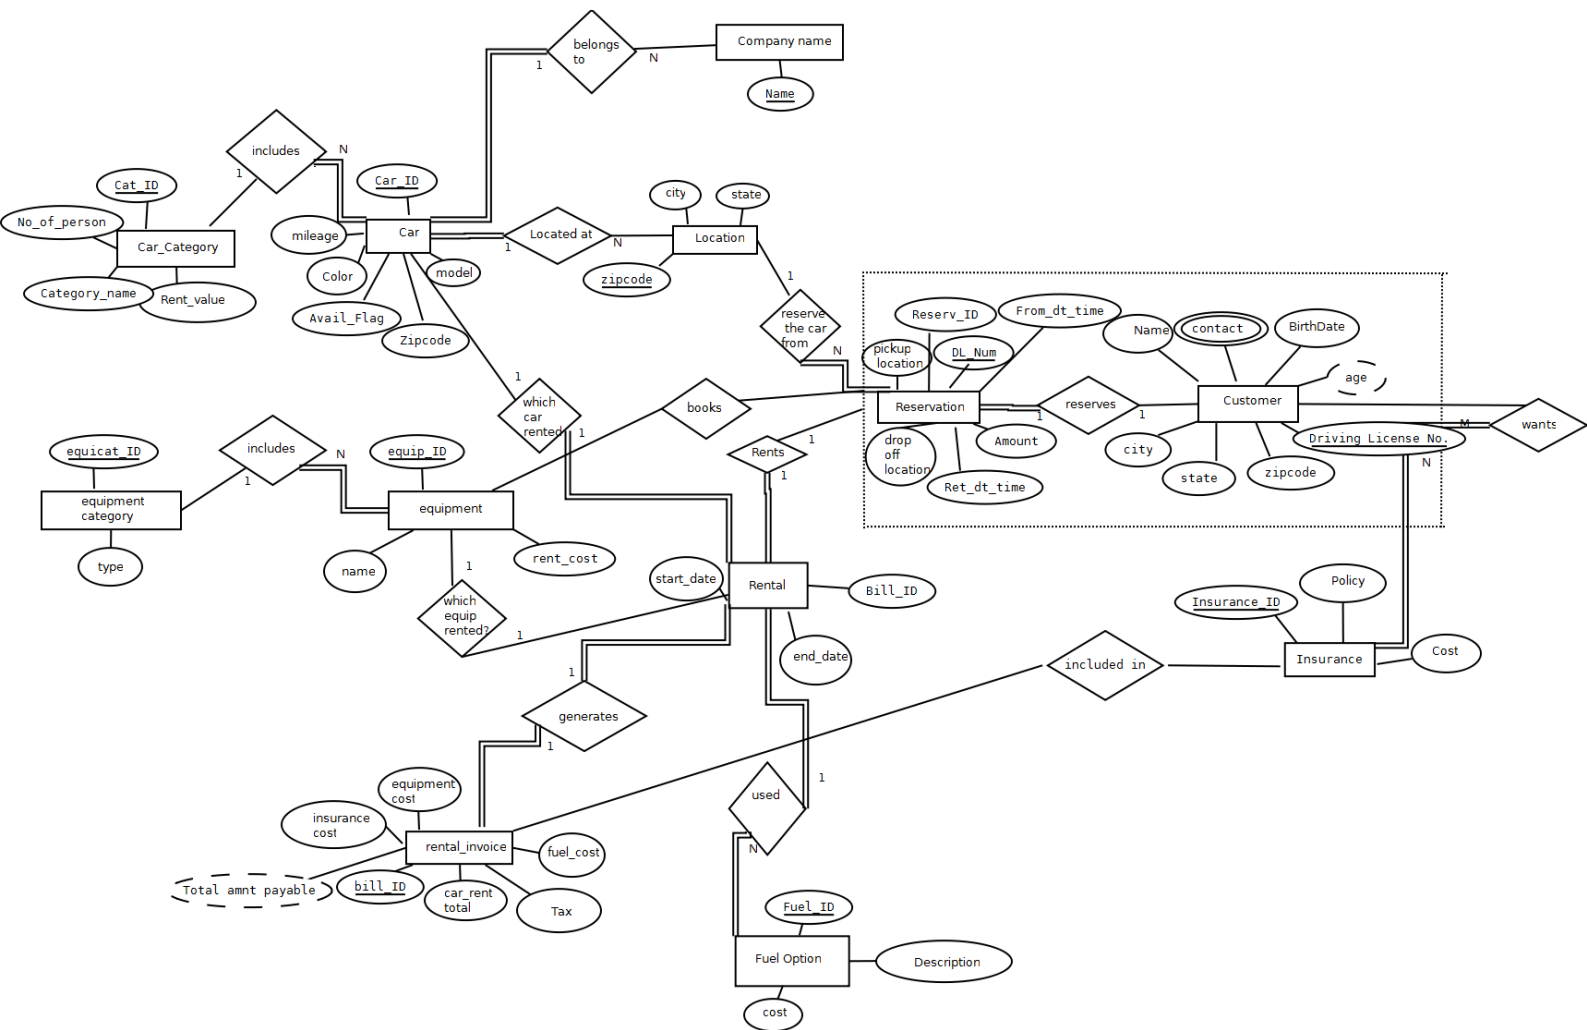 belongs
to
1
N
Company name
Name
includes
N
1
Cat_ID
No_of_person
Car_Category
Category_name
Rent_value
Car_ID
mileage
Car
Color
model
Avail_Flag
Zipcode
Located at
1
N
city
state
Location
zipcode
1
reserve
the car
from
N
Reserv_ID
From_dt_time
pickup
location
DL_Num
Reservation
drop
off
location
Amount
Ret_dt_time
reserves
1
1
Name
contact
BirthDate
age
Customer
Driving License No.
city
state
zipcode
M
wants
N
1
which
car
rented
1
books
Rents
1
1
equicat_ID
includes
N
1
equipment
category
type
equip_ID
equipment
name
rent_cost
1
which
equip
rented?
1
start_date
Rental
Bill_ID
end_date
Insurance_ID
Policy
Insurance
Cost
included in
1
generates
1
equipment
cost
insurance
cost
rental_invoice
fuel_cost
Total amnt payable
bill_ID
car_rent
total
Tax
1
used
N
Fuel_ID
Fuel Option
Description
cost